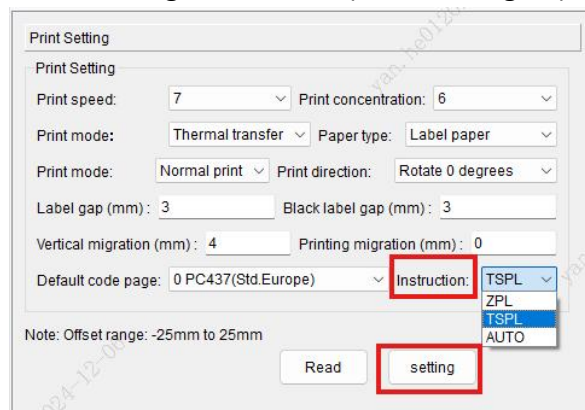 Print Setting
Print Setting
Print speed: 7 Print concentration: 6
Print mode: Thermal transfer Paper type: Label paper
Print mode: Normal print Print direction: Rotate 0 degrees
Label gap (mm) : 3 Black label gap (mm) : 3
Vertical migration (mm) : 4 Printing migration (mm) : 0
Default code page: 0 PC437(Std.Europe) Instruction: TSPL
ZPL
TSPL
AUTO
Note: Offset range: -25mm to 25mm
Read setting